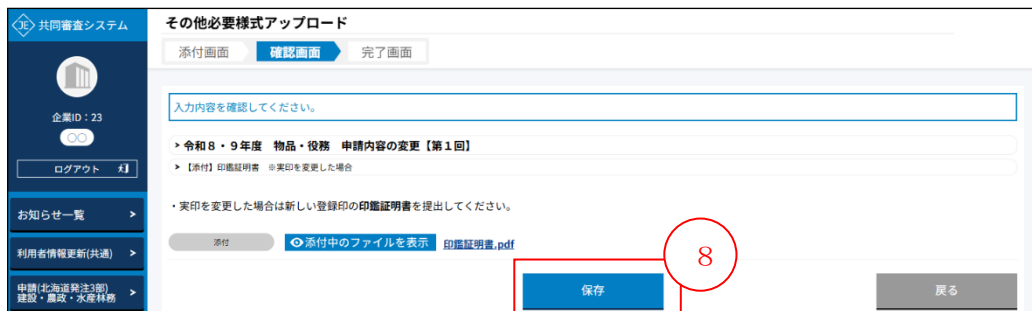 JE 共同審査システム
企業ID:23
○○
ログアウト
お知らせ一覧 >
利用者情報更新(共通) >
申請(北海道発注3部)
建設・農政・水産林務 >
その他必要様式アップロード
添付画面 確認画面 完了画面
入力内容を確認してください。
> 令和8・9年度 物品・役務 申請内容の変更【第1回】
> 【添付】印鑑証明書 ※実印を変更した場合
・実印を変更した場合は新しい登録印の印鑑証明書を提出してください。
添付 添付中のファイルを表示 印鑑証明書.pdf
8
保存 戻る